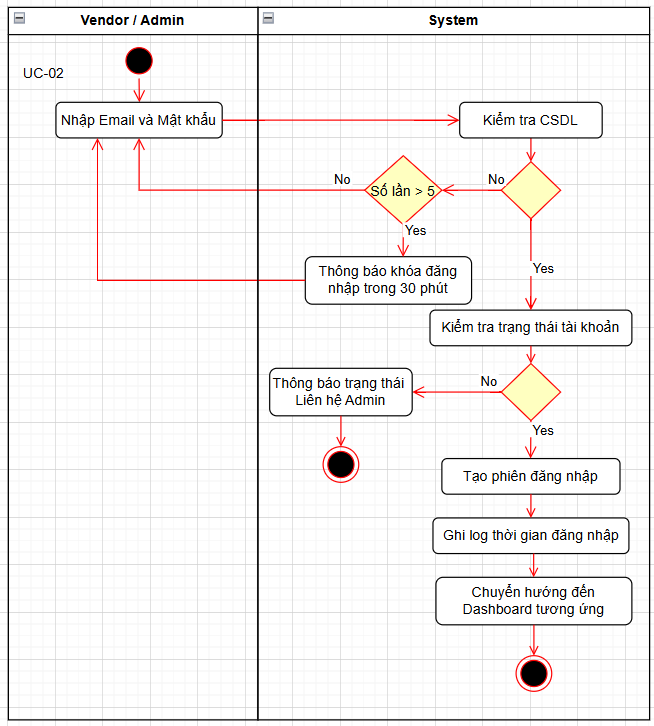 Vendor / Admin
System
UC-02
Nhập Email và Mật khẩu
Kiểm tra CSDL
No
Số lần > 5
No
Yes
Thông báo khóa đăng
nhập trong 30 phút
Yes
Kiểm tra trạng thái tài khoản
Thông báo trạng thái
Liên hệ Admin
No
Yes
Tạo phiên đăng nhập
Ghi log thời gian đăng nhập
Chuyển hướng đến
Dashboard tương ứng